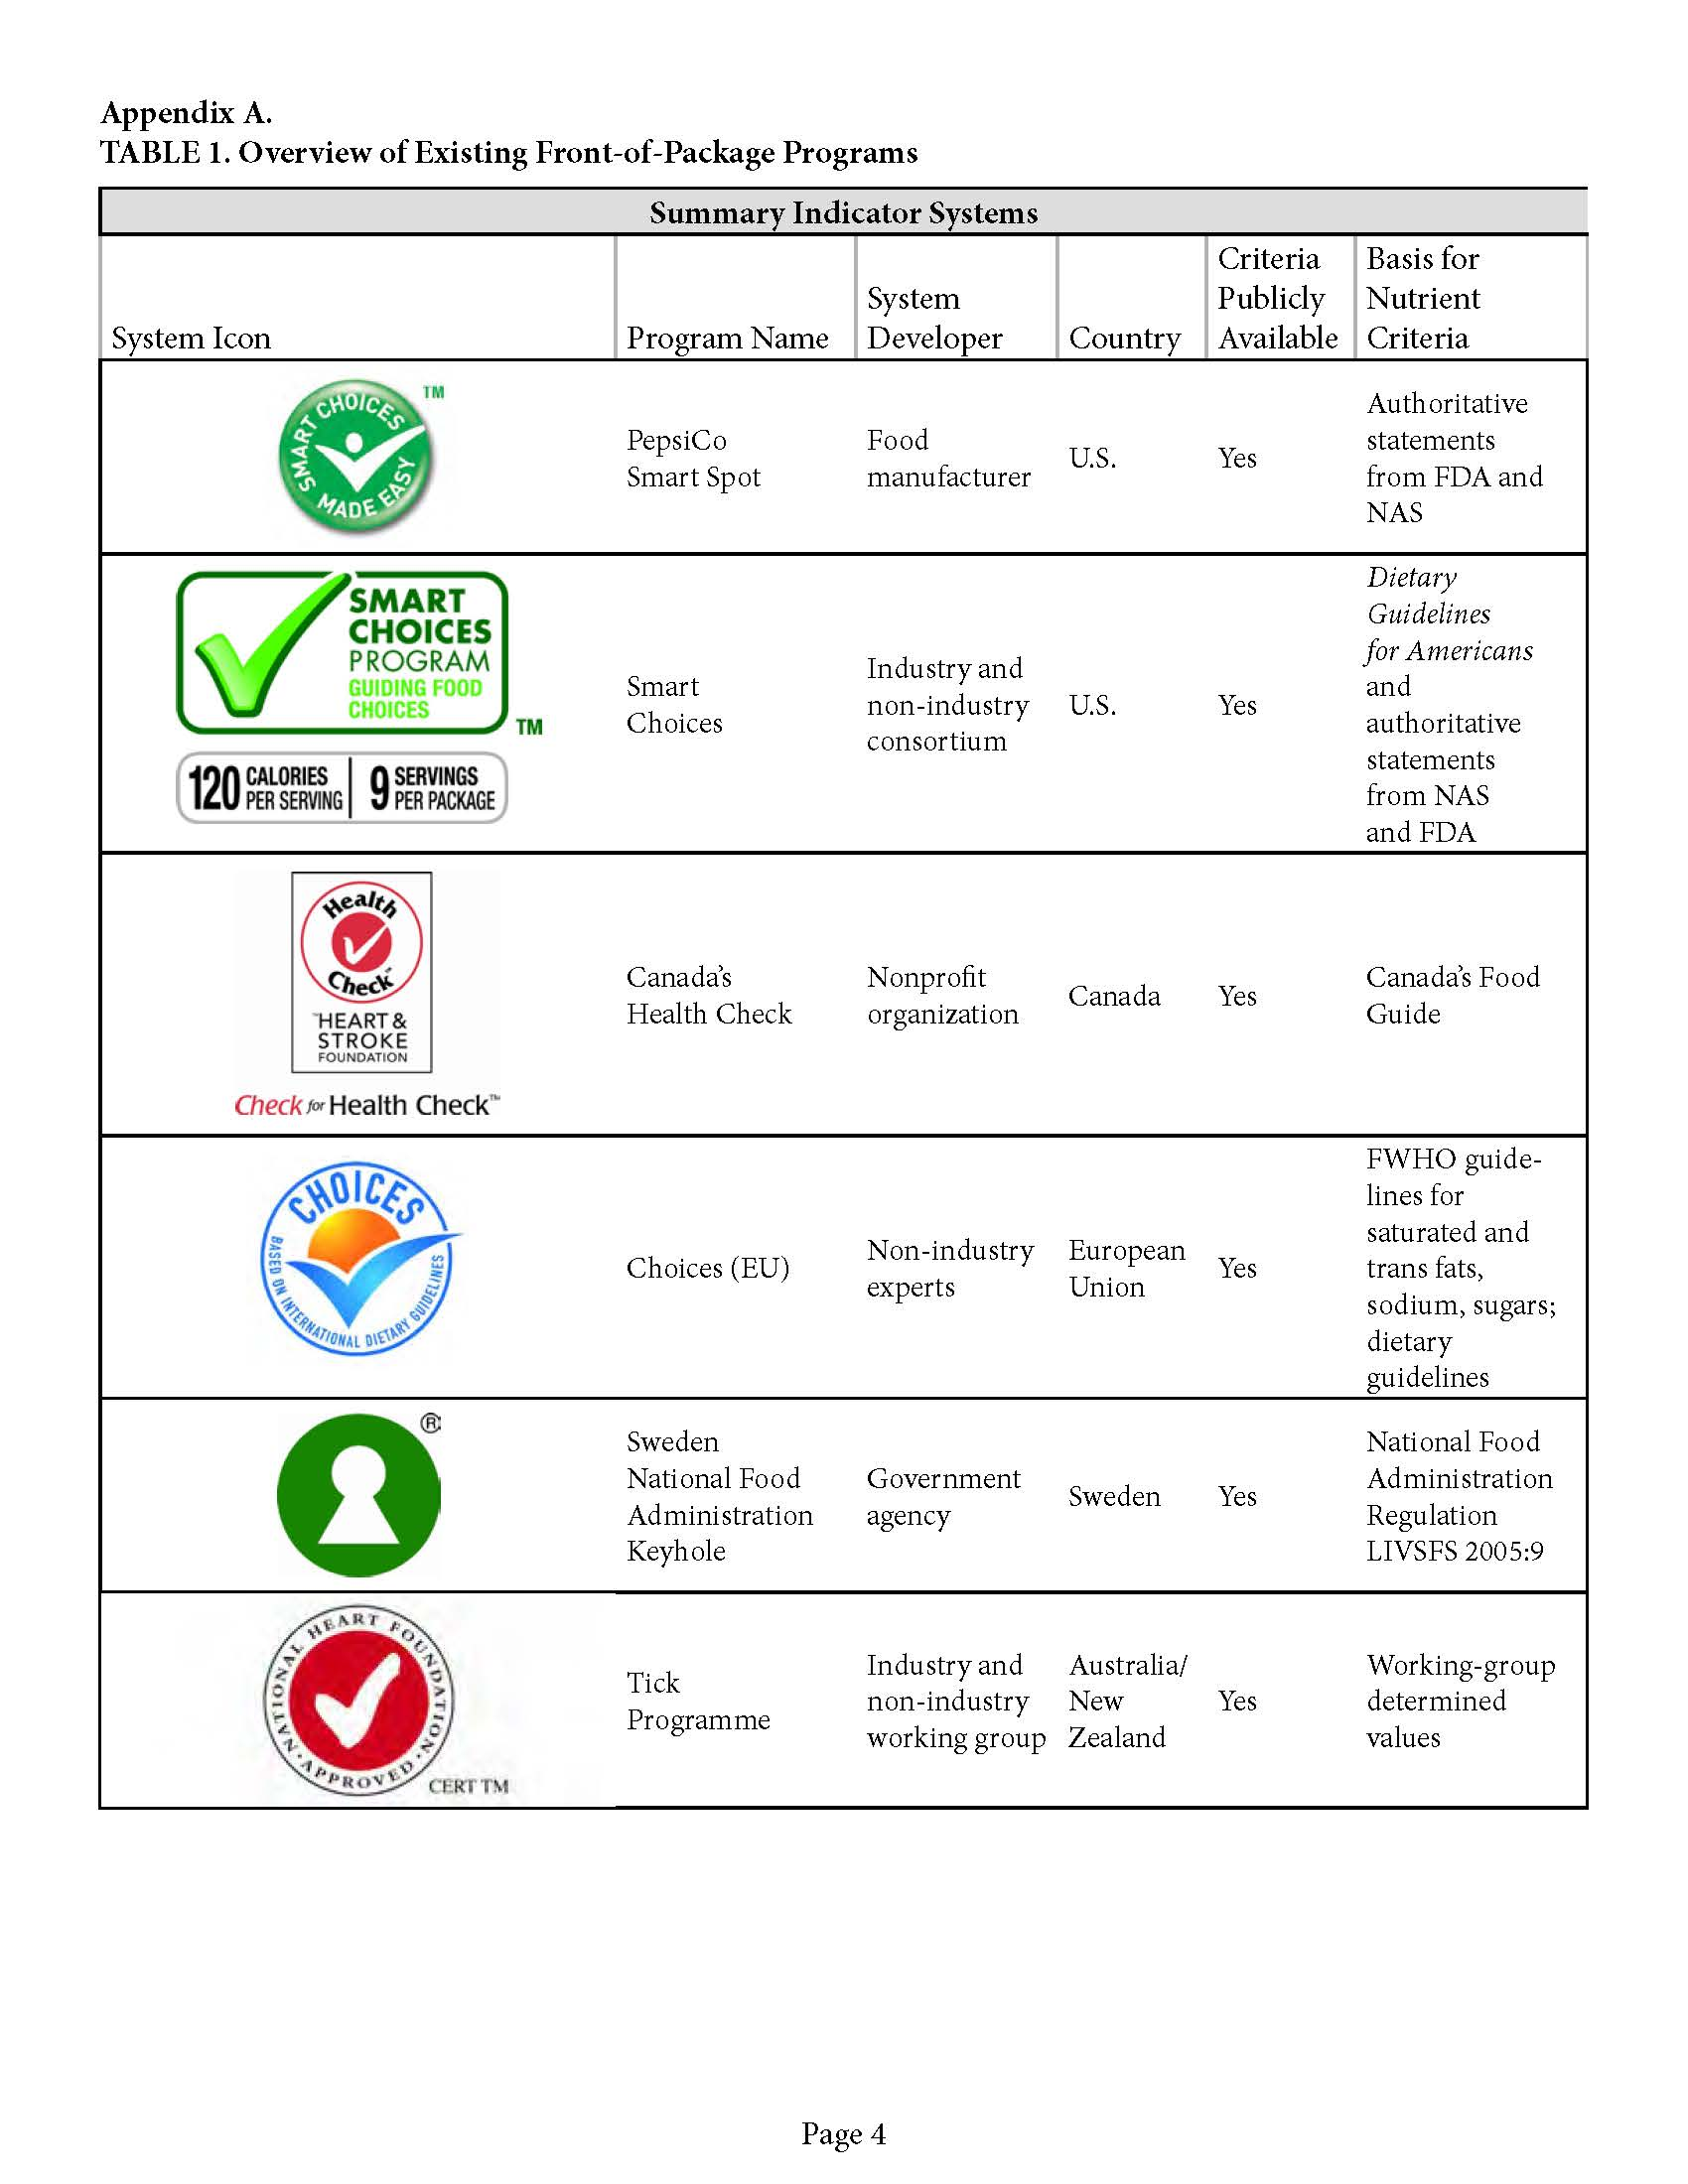 Appendix A.
TABLE 1. Overview of Existing Front-of-Package Programs
Summary Indicator Systems
System Icon
Program Name
System
Developer
Country
Criteria
Publicly
Available
Basis for
Nutrient
Criteria
SMART CHOICES
MADE EASY
TM
PepsiCo
Smart Spot
Food
manufacturer
U.S.
Yes
Authoritative
statements
from FDA and
NAS
SMART
CHOICES
PROGRAM
GUIDING FOOD
CHOICES
TM
120 CALORIES PER SERVING
9 SERVINGS PER PACKAGE
Smart
Choices
Industry and
non-industry
consortium
U.S.
Yes
Dietary
Guidelines
for Americans
and
authoritative
statements
from NAS
and FDA
Health
Check™
™HEART &
STROKE
FOUNDATION
Check for Health Check™
Canada’s
Health Check
Nonprofit
organization
Canada
Yes
Canada’s Food
Guide
CHOICES
BASED ON INTERNATIONAL DIETARY GUIDELINES
Choices (EU)
Non-industry
experts
European
Union
Yes
FWHO guide-
lines for
saturated and
trans fats,
sodium, sugars;
dietary
guidelines
®
Sweden
National Food
Administration
Keyhole
Government
agency
Sweden
Yes
National Food
Administration
Regulation
LIVSFS 2005:9
NATIONAL HEART FOUNDATION
• APPROVED •
CERT TM
Tick
Programme
Industry and
non-industry
working group
Australia/
New
Zealand
Yes
Working-group
determined
values
Page 4